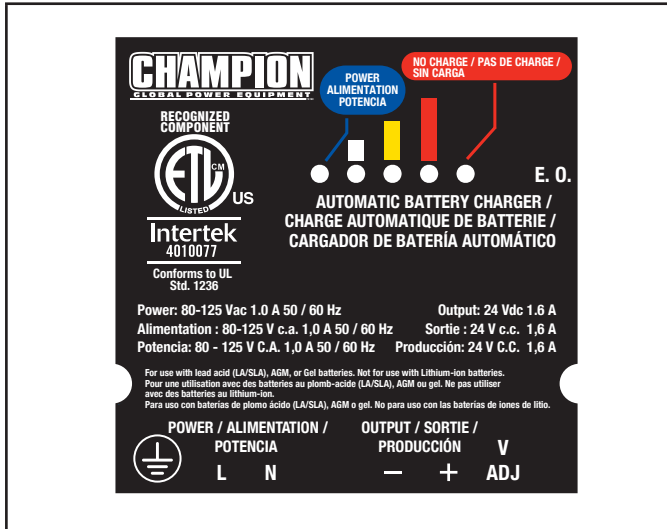 CHAMPION
GLOBAL POWER EQUIPMENT
RECOGNIZED
COMPONENT
ETL CM
LISTED
US
Intertek
4010077
Conforms to UL
Std. 1236
POWER
ALIMENTATION
POTENCIA
NO CHARGE / PAS DE CHARGE /
SIN CARGA
E. O.
AUTOMATIC BATTERY CHARGER /
CHARGE AUTOMATIQUE DE BATTERIE /
CARGADOR DE BATERÍA AUTOMÁTICO
Power: 80-125 Vac 1.0 A 50 / 60 Hz Output: 24 Vdc 1.6 A
Alimentation : 80-125 V c.a. 1,0 A 50 / 60 Hz Sortie : 24 V c.c. 1,6 A
Potencia: 80 - 125 V C.A. 1,0 A 50 / 60 Hz Producción: 24 V C.C. 1,6 A
For use with lead acid (LA/SLA), AGM, or Gel batteries. Not for use with Lithium-ion batteries.
Pour une utilisation avec des batteries au plomb-acide (LA/SLA), AGM ou gel. Ne pas utiliser
avec des batteries au lithium-ion.
Para uso con baterías de plomo ácido (LA/SLA), AGM o gel. No para uso con las baterías de iones de litio.
POWER / ALIMENTATION /
POTENCIA
L N
OUTPUT / SORTIE /
PRODUCCIÓN
− +
V
ADJ